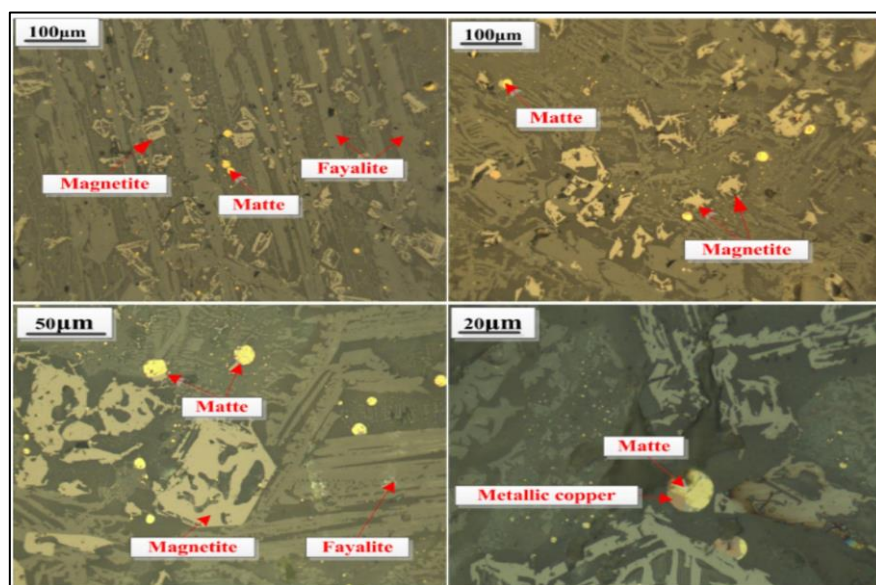 100μm
Magnetite
Matte
Fayalite
100μm
Matte
Magnetite
50μm
Matte
Magnetite
Fayalite
20μm
Matte
Metallic copper